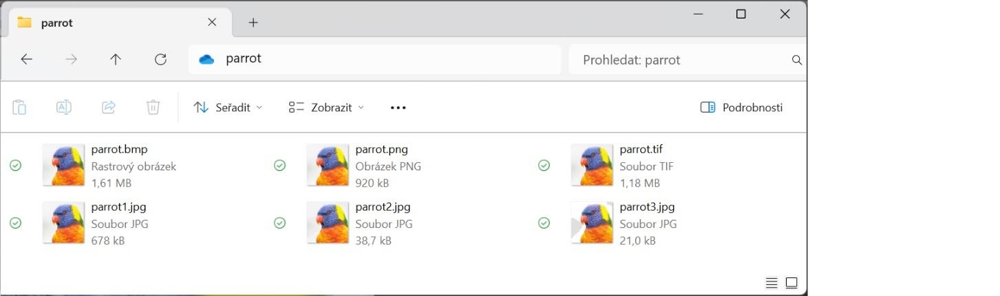 parrot
parrot
Prohledat: parrot
Seřadit
Zobrazit
Podrobnosti
parrot.bmp
Rastrový obrázek
1,61 MB
parrot.png
Obrázek PNG
920 kB
parrot.tif
Soubor TIF
1,18 MB
parrot1.jpg
Soubor JPG
678 kB
parrot2.jpg
Soubor JPG
38,7 kB
parrot3.jpg
Soubor JPG
21,0 kB